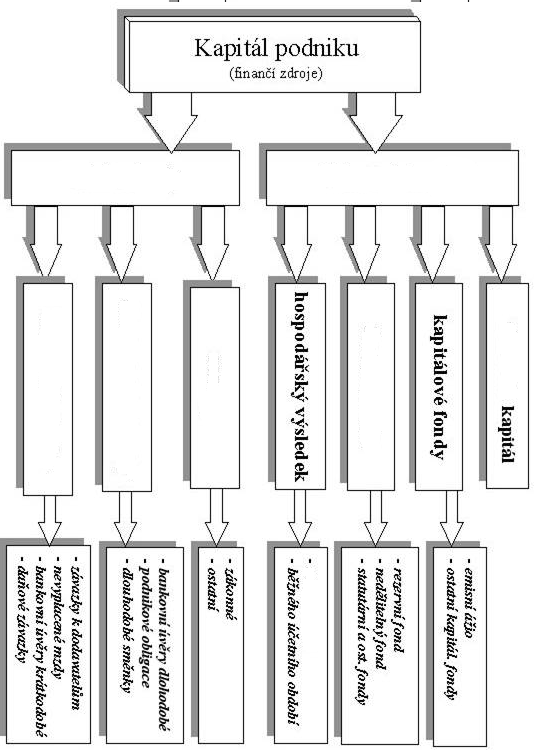 Kapitál podniku
(finančí zdroje)
hospodářský výsledek
kapitálové fondy
kapitál
- závazky k dodavatelům
- nevyplacené mzdy
- bankovní úvěry krátkodobé
- daňové závazky
- bankovní úvěry dlohodobé
- podnikové obligace
- dlouhodobé směnky
- zákonné
- ostatní
-
- běžného účetního období
- rezervní fond
- nedělitelný fond
- statutární a ost. fondy
- emisní ážio
- ostatní kapitál. fondy